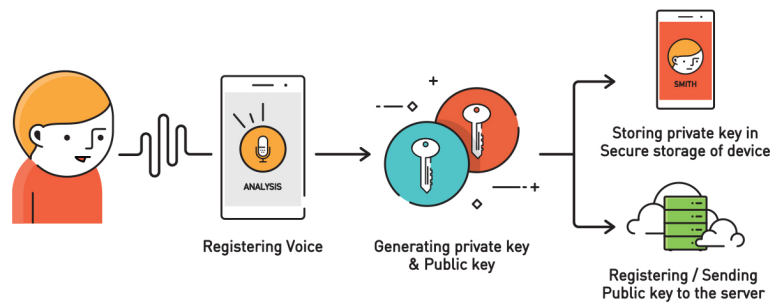 ANALYSIS
Registering Voice
Generating private key
& Public key
SMITH
Storing private key in
Secure storage of device
Registering / Sending
Public key to the server